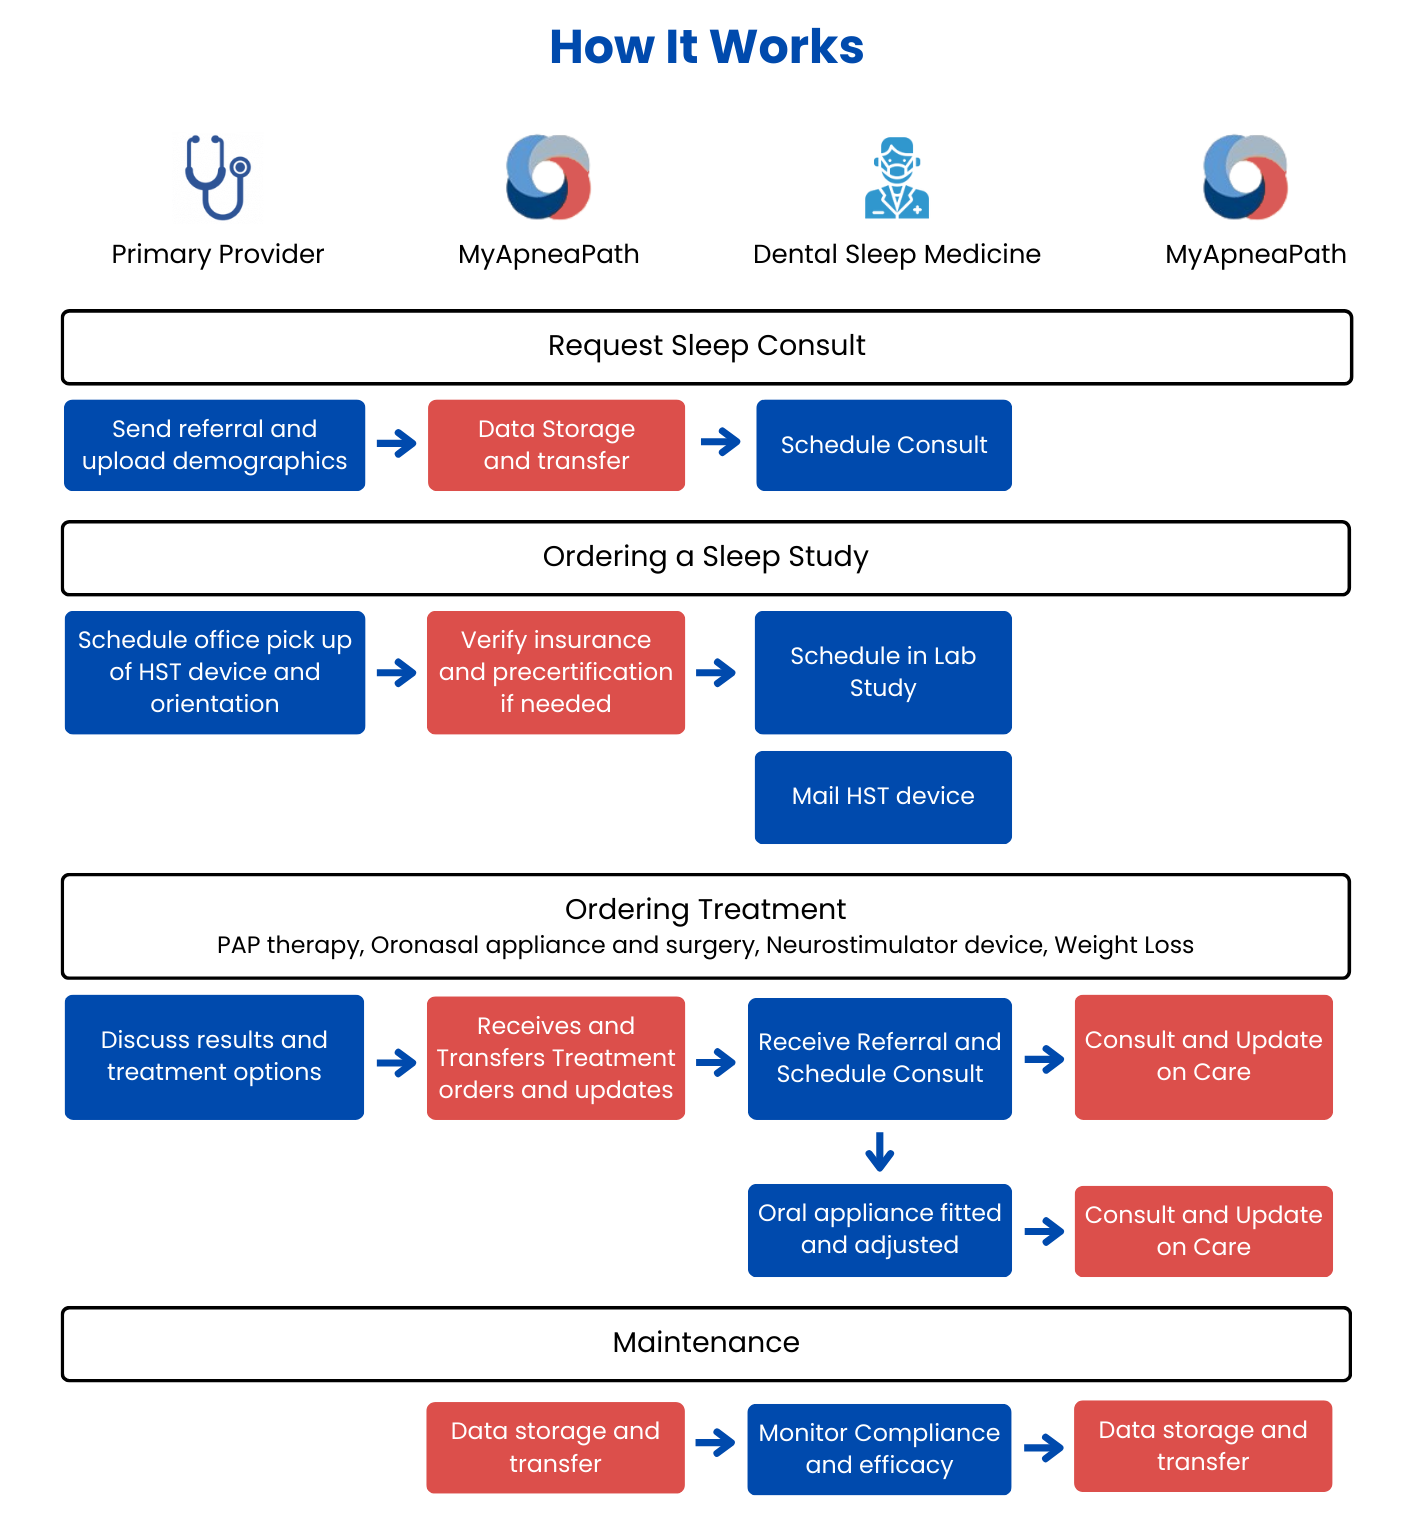 How It Works
Primary Provider
MyApneaPath
Dental Sleep Medicine
MyApneaPath
Request Sleep Consult
Send referral and
upload demographics
Data Storage
and transfer
Schedule Consult
Ordering a Sleep Study
Schedule office pick up
of HST device and
orientation
Verify insurance
and precertification
if needed
Schedule in Lab
Study
Mail HST device
Ordering Treatment
PAP therapy, Oronasal appliance and surgery, Neurostimulator device, Weight Loss
Discuss results and
treatment options
Receives and
Transfers Treatment
orders and updates
Receive Referral and
Schedule Consult
Consult and Update
on Care
Oral appliance fitted
and adjusted
Consult and Update
on Care
Maintenance
Data storage and
transfer
Monitor Compliance
and efficacy
Data storage and
transfer